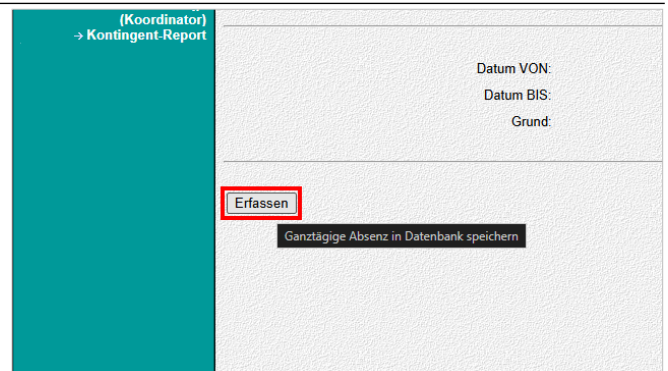 (Koordinator)
→ Kontingent-Report
Datum VON:
Datum BIS:
Grund:
Erfassen
Ganztägige Absenz in Datenbank speichern